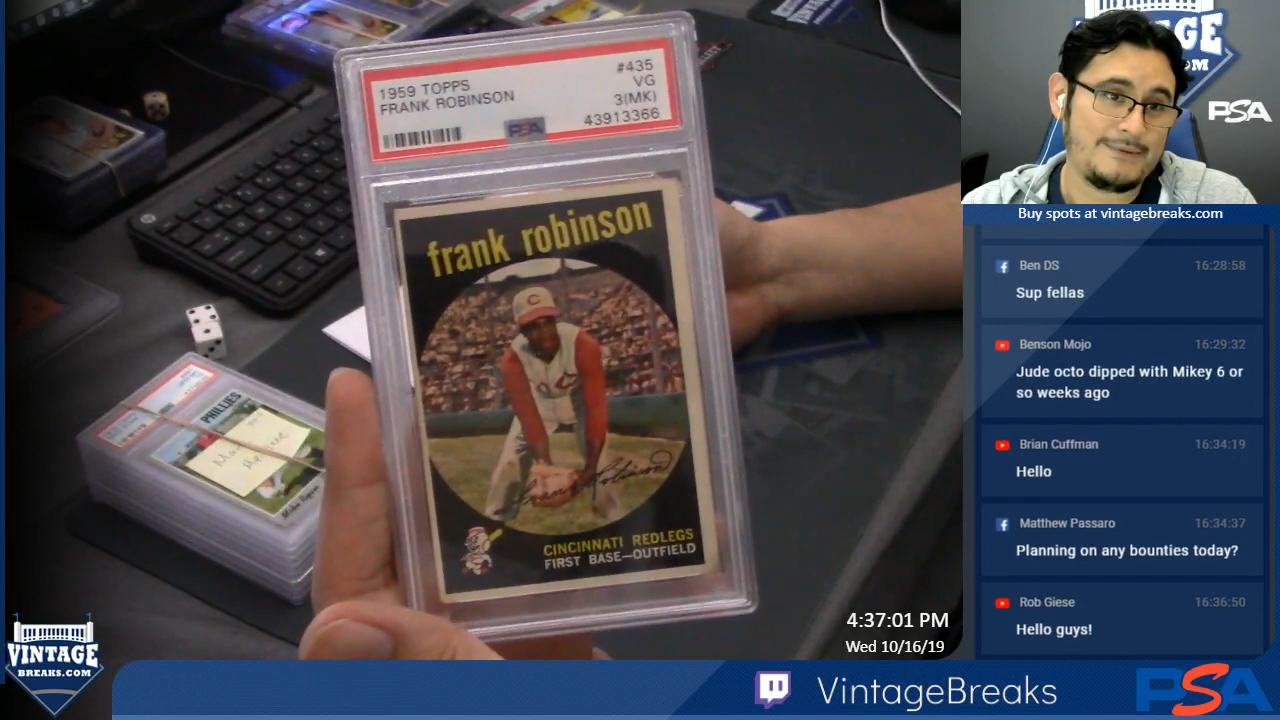 1959 TOPPS
FRANK ROBINSON
#435
VG
3(MK)
43913366
PSA
frank robinson
C
Frank Robinson
CINCINNATI REDLEGS
FIRST BASE—OUTFIELD
PHILLIES
PSA
Buy spots at vintagebreaks.com
Ben DS
16:28:58
Sup fellas
Benson Mojo
16:29:32
Jude octo dipped with Mikey 6 or
so weeks ago
Brian Cuffman
16:34:19
Hello
Matthew Passaro
16:34:37
Planning on any bounties today?
Rob Giese
16:36:50
Hello guys!
4:37:01 PM
Wed 10/16/19
VINTAGE
BREAKS.COM
VintageBreaks
PSA